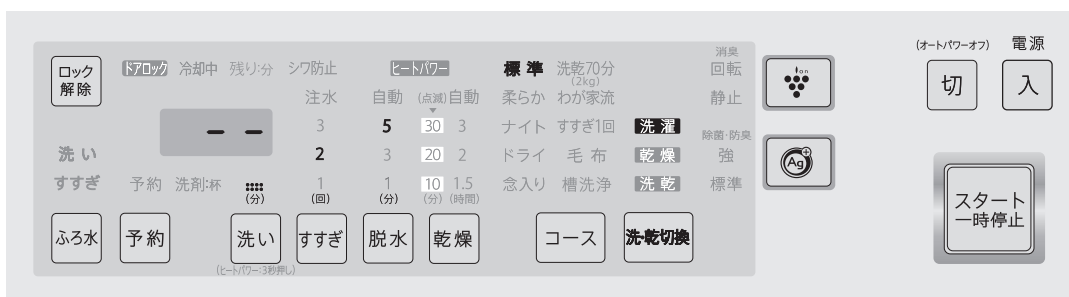 (オートパワーオフ) 電源
切 入
ロック
解除
ドアロック 冷却中 残り:分 シワ防止 ヒートパワー 標準 洗乾70分
(2kg)
消臭
回転
ion
注水 自動 (点滅)自動 柔らか わが家流 静止
3 5 30 3 ナイト すすぎ1回 洗濯
除菌・防臭
洗い 2 3 20 2 ドライ 毛布 乾燥 強
Ag+
すすぎ 予約 洗剤:杯 1 1 10 1.5 念入り 槽洗浄 洗乾 標準
(分) (回) (分) (分) (時間)
ふろ水 予約 洗い すすぎ 脱水 乾燥 コース 洗・乾切換
(ヒートパワー:3秒押し)
スタート
一時停止